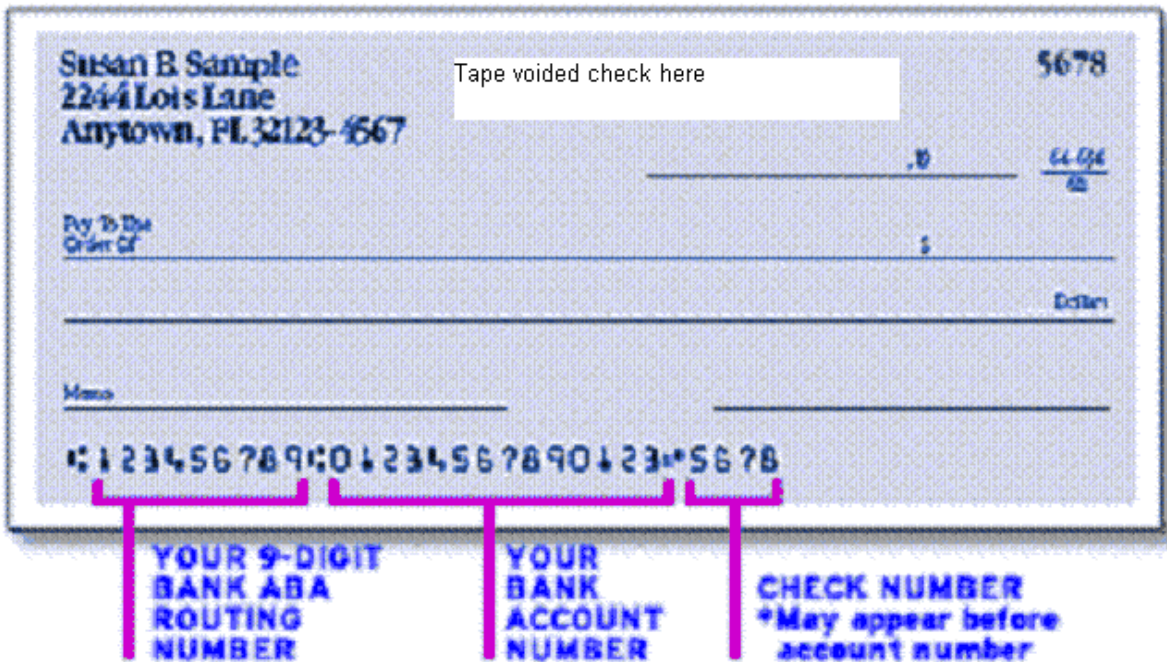 Susan B. Sample
2244 Lois Lane
Anytown, FL 32123-4567
Tape voided check here
5678
Pay To The
Order Of
$
Dollars
Memo
⑆123456789⑆01234567890123⑈5678
YOUR 9-DIGIT
BANK ABA
ROUTING
NUMBER
YOUR
BANK
ACCOUNT
NUMBER
CHECK NUMBER
*May appear before
account number